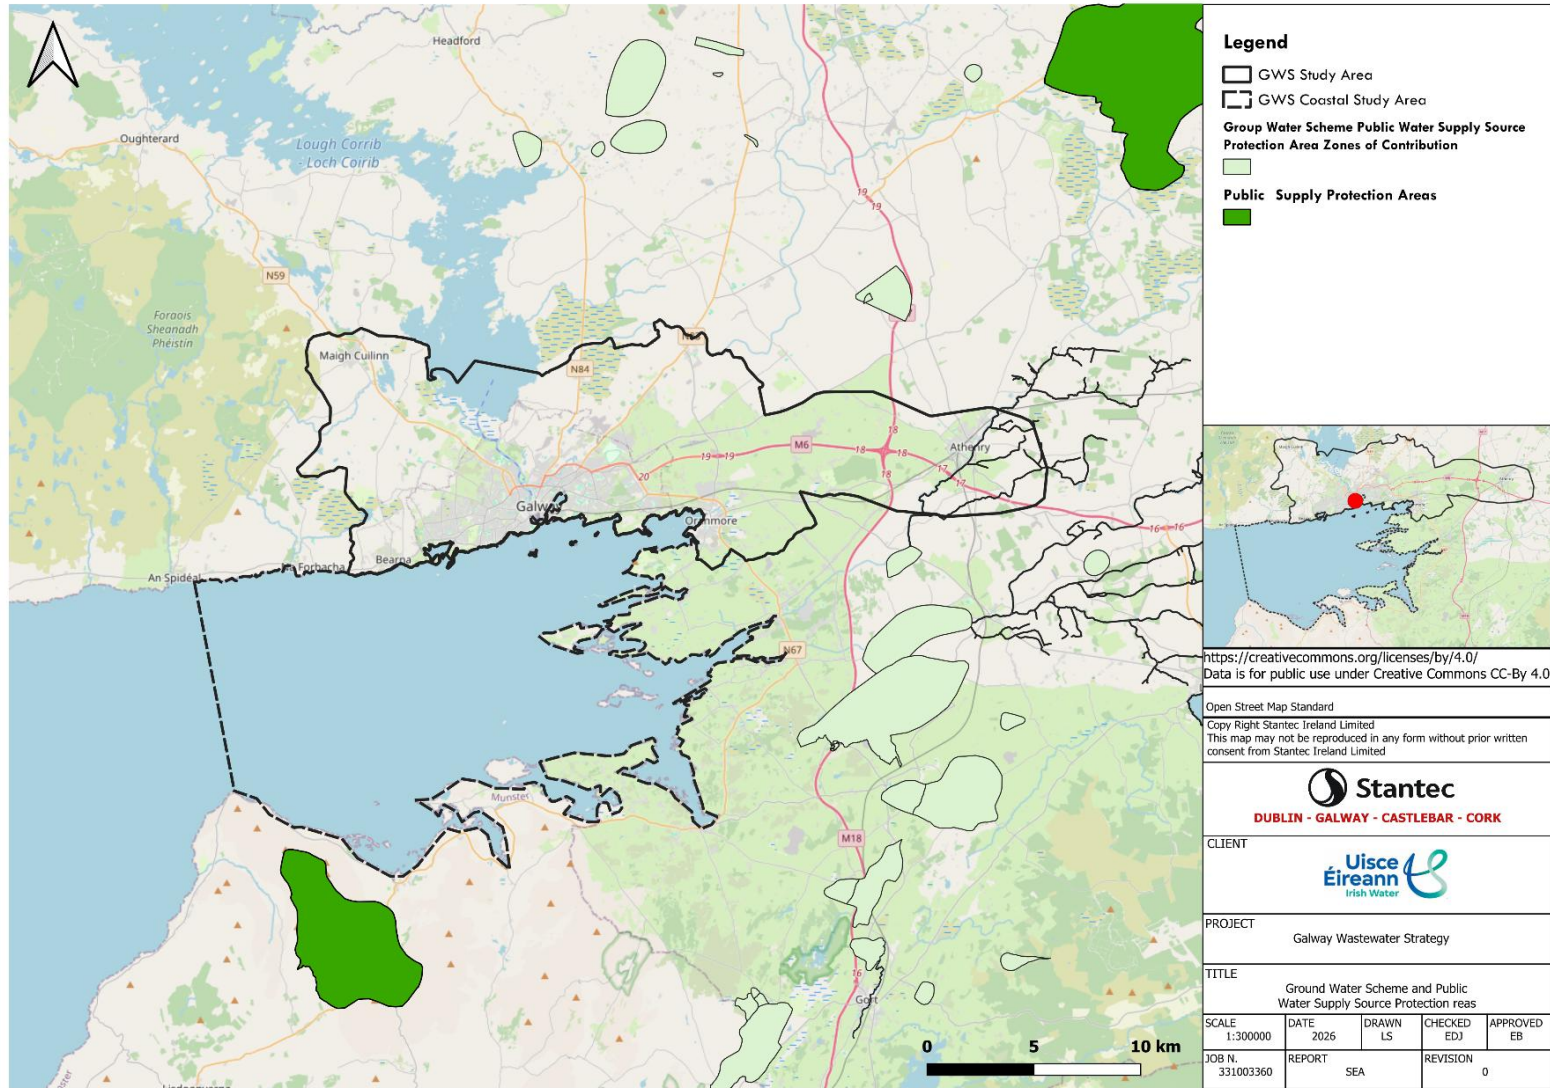 Headford
Oughterard
Lough Corrib
- Loch Coirib
19
19
N59
Foraois
Sheanadh
Phéistin
Maigh Cuilinn
N84
M6
18
19
19
18
18
Athenry
20
18
17
17
Galway
Oranmore
16
16
Bearna
Na Forbacha
An Spidéal
N67
Munster
M18
16
Gort
0 5 10 km
Legend
GWS Study Area
GWS Coastal Study Area
Group Water Scheme Public Water Supply Source
Protection Area Zones of Contribution
Public Supply Protection Areas
https://creativecommons.org/licenses/by/4.0/
Data is for public use under Creative Commons CC-By 4.0
Open Street Map Standard
Copy Right Stantec Ireland Limited
This map may not be reproduced in any form without prior written
consent from Stantec Ireland Limited
Stantec
DUBLIN - GALWAY - CASTLEBAR - CORK
CLIENT
Uisce
Éireann
Irish Water
PROJECT
Galway Wastewater Strategy
TITLE
Ground Water Scheme and Public
Water Supply Source Protection reas
SCALE
1:300000
DATE
2026
DRAWN
LS
CHECKED
EDJ
APPROVED
EB
JOB N.
331003360
REPORT
SEA
REVISION
0